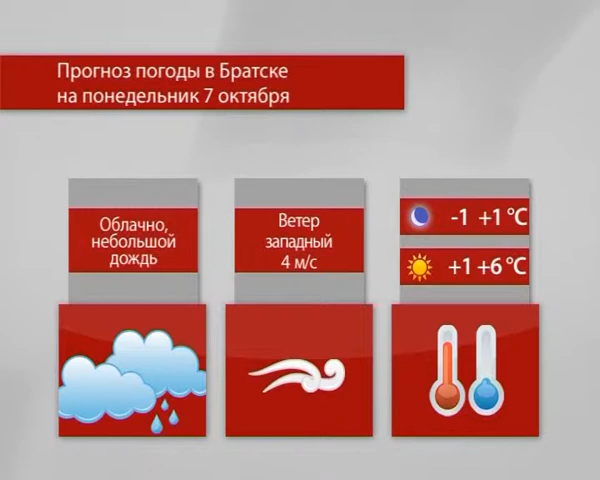 Прогноз погоды в Братске
на понедельник 7 октября
Облачно,
небольшой
дождь
Ветер
западный
4 м/с
-1 +1 °C
+1 +6 °C